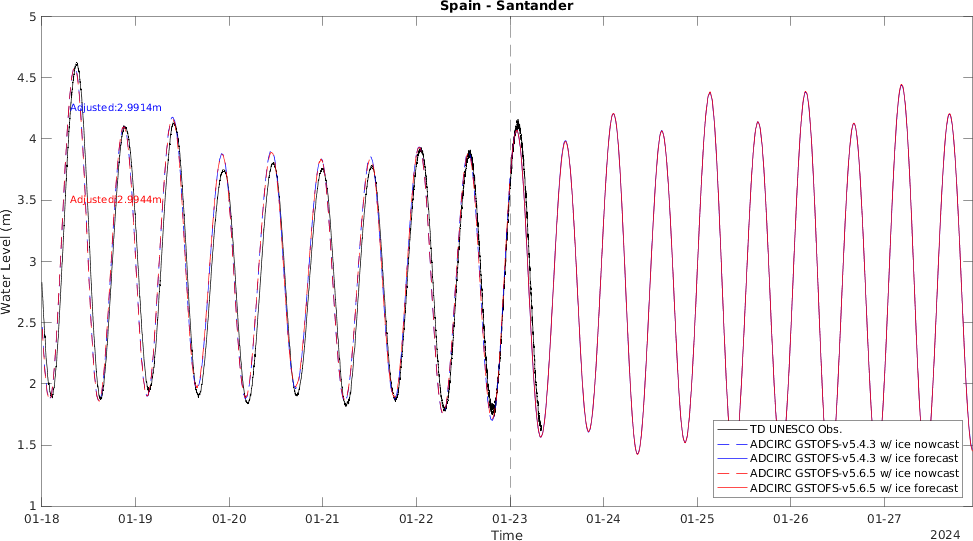 Spain - Santander
5
4.5
4
3.5
3
2.5
2
1.5
1
Water Level (m)
Adjusted:2.9914m
Adjusted:2.9944m
TD UNESCO Obs.
ADCIRC GSTOFS-v5.4.3 w/ ice nowcast
ADCIRC GSTOFS-v5.4.3 w/ ice forecast
ADCIRC GSTOFS-v5.6.5 w/ ice nowcast
ADCIRC GSTOFS-v5.6.5 w/ ice forecast
01-18 01-19 01-20 01-21 01-22 01-23 01-24 01-25 01-26 01-27
Time
2024